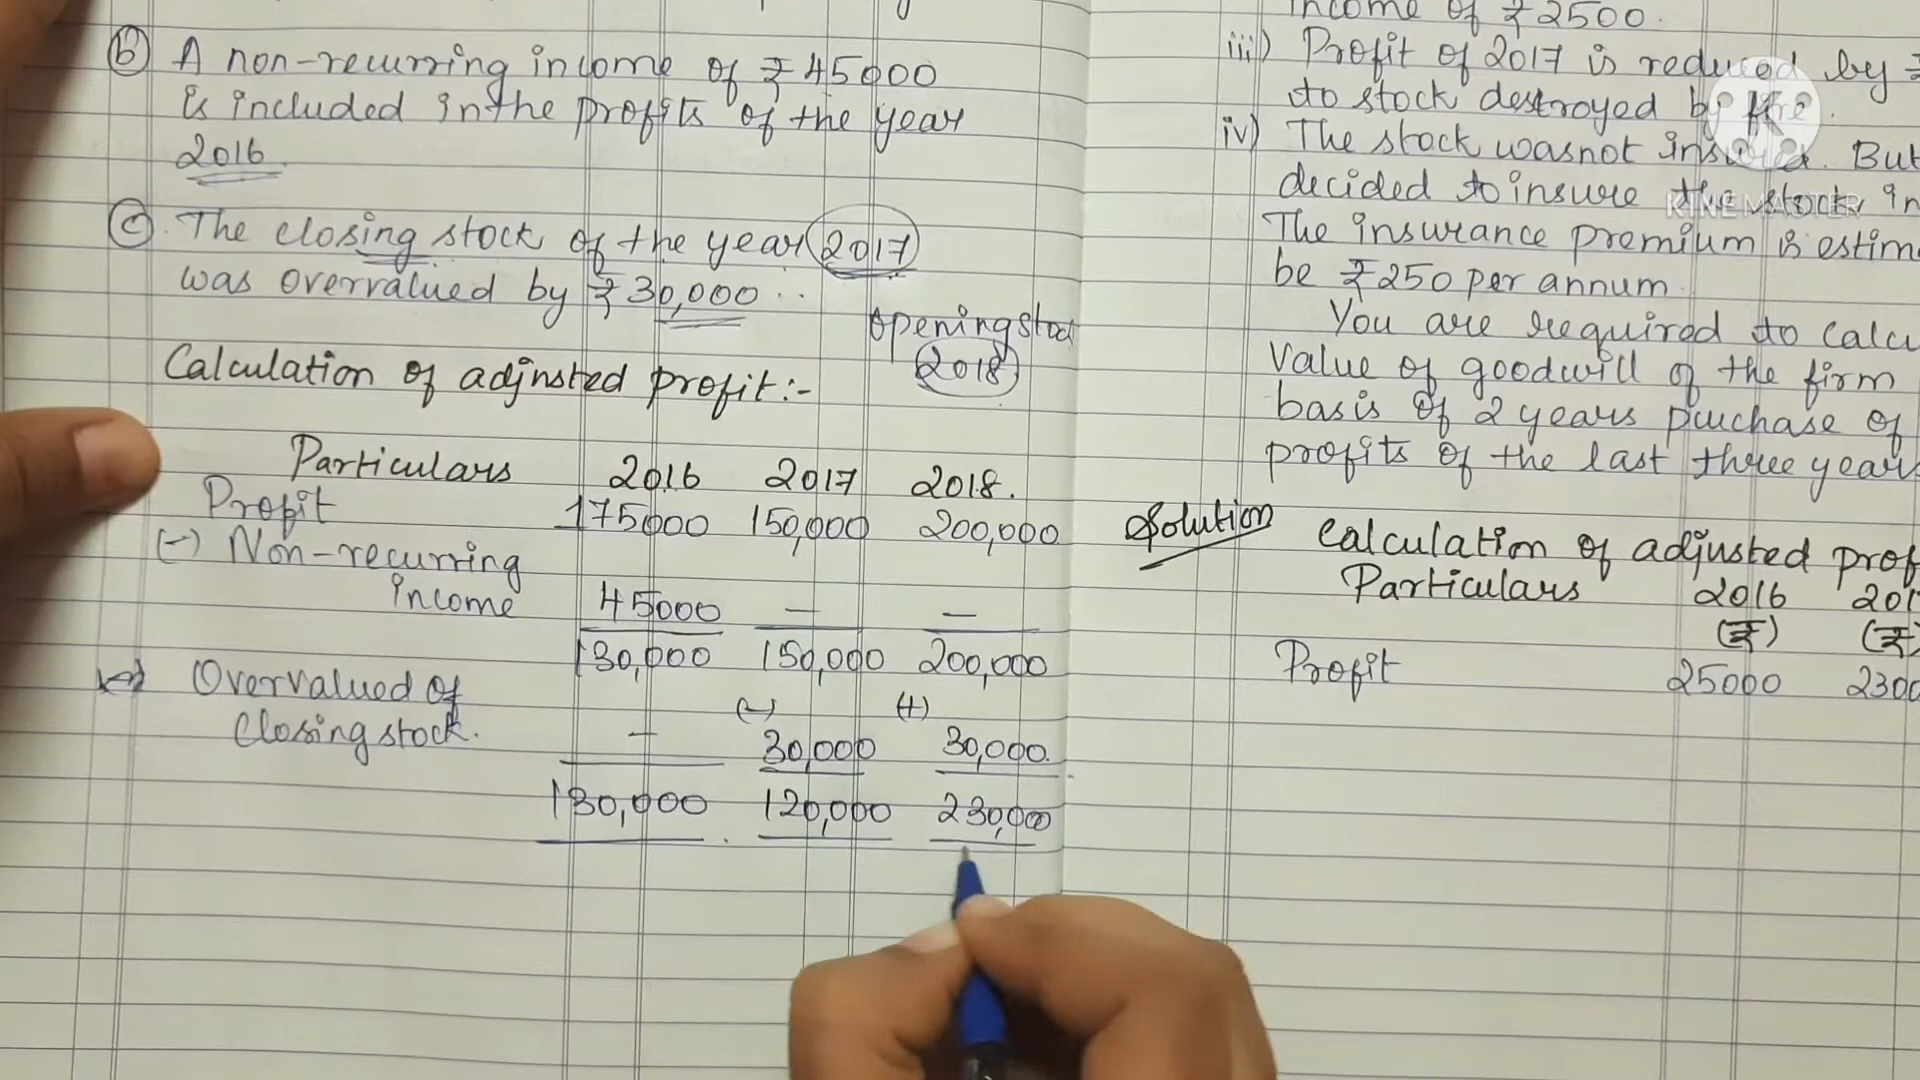 b) A non-recurring income of ₹45000
is included in the profits of the year
2016
c) The closing stock of the year 2017
was overvalued by ₹30,000..
opening stock
2018
Calculation of adjusted profit:-
Particulars 2016 2017 2018.
Profit 175000 150,000 200,000
(-) Non-recurring
income 45000 — —
130,000 150,000 200,000
(-) Overvalued of (-) (+)
Closing stock. — 30,000 30,000.
130,000 120,000 230,000
income of ₹2500.
iii) Profit of 2017 is reduced by
to stock destroyed by fire.
iv) The stock was not insured. But
decided to insure the stock in
The insurance premium is
be ₹250 per annum.
You are required to
Value of goodwill of the firm
basis of 2 years purchase of
profits of the last three
Solution Calculation of adjusted
Particulars 2016
(₹) (₹)
Profit 25000
K
KINEMASTER